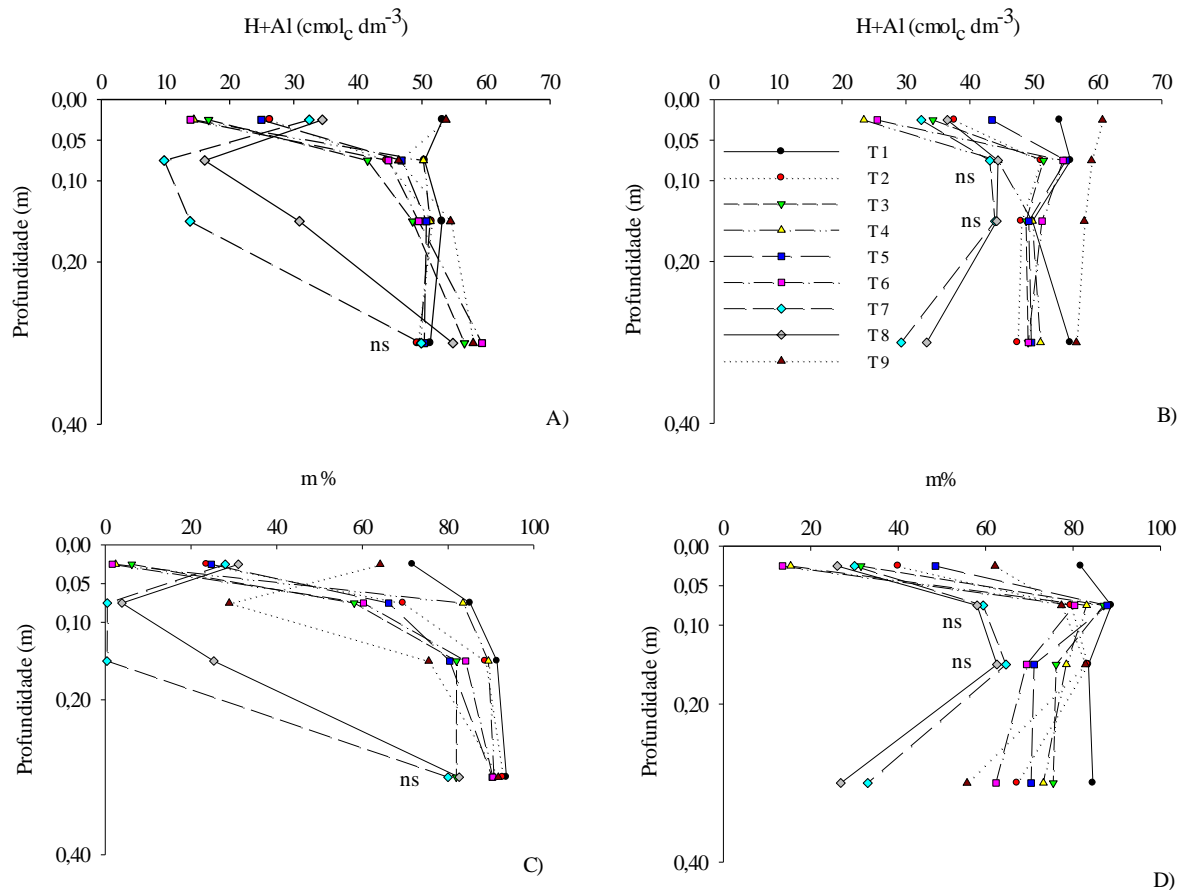 H+Al (cmol_c dm^-3)
0 10 20 30 40 50 60 70
Profundidade (m)
0,00
0,05
0,10
0,20
0,40
ns
A)
H+Al (cmol_c dm^-3)
0 10 20 30 40 50 60 70
Profundidade (m)
0,00
0,05
0,10
0,20
0,40
ns
ns
T1
T2
T3
T4
T5
T6
T7
T8
T9
B)
m%
0 20 40 60 80 100
Profundidade (m)
0,00
0,05
0,10
0,20
0,40
ns
C)
m%
20 40 60 80 100
Profundidade (m)
0,00
0,05
0,10
0,20
0,40
ns
ns
D)